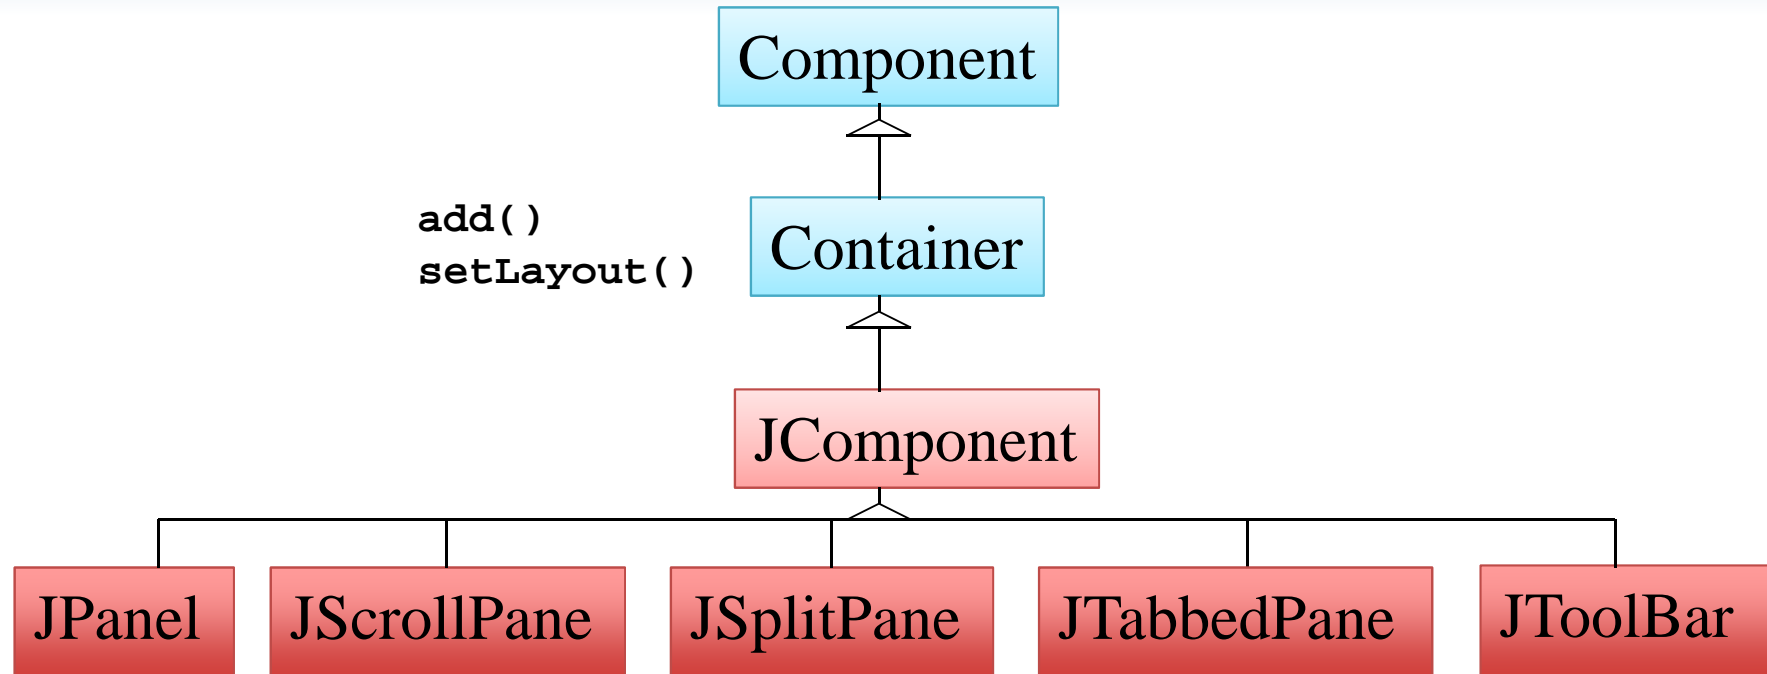 Component
add()
setLayout()
Container
JComponent
JPanel
JScrollPane
JSplitPane
JTabbedPane
JToolBar